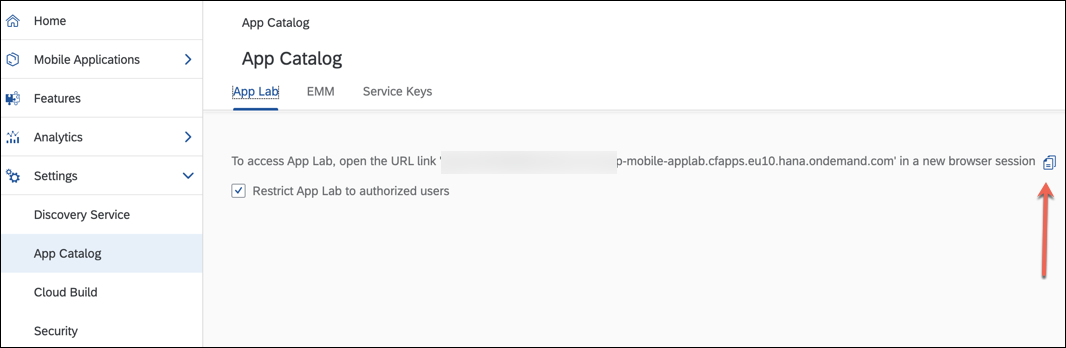 Home
Mobile Applications
Features
Analytics
Settings
Discovery Service
App Catalog
Cloud Build
Security
App Catalog
App Catalog
App Lab EMM Service Keys
To access App Lab, open the URL link ' p-mobile-applab.cfapps.eu10.hana.ondemand.com' in a new browser session
Restrict App Lab to authorized users